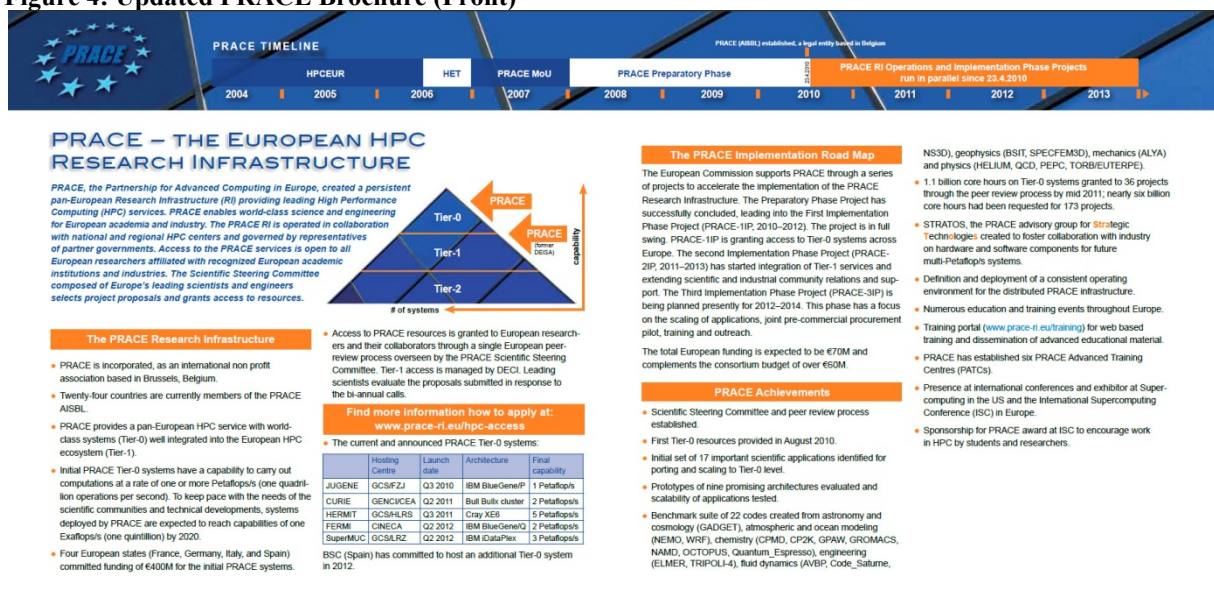 Figure 4: Updated PRACE Brochure (Front)
PRACE
PRACE TIMELINE
PRACE (AISBL) established, a legal entity based in Belgium
HPCEUR
HET
PRACE MoU
PRACE Preparatory Phase
23.4.2010
PRACE RI Operations and Implementation Phase Projects
run in parallel since 23.4.2010
2004 2005 2006 2007 2008 2009 2010 2011 2012 2013
PRACE – THE EUROPEAN HPC
RESEARCH INFRASTRUCTURE
PRACE, the Partnership for Advanced Computing in Europe, created a persistent
pan-European Research Infrastructure (RI) providing leading High Performance
Computing (HPC) services. PRACE enables world-class science and engineering
for European academia and industry. The PRACE RI is operated in collaboration
with national and regional HPC centers and governed by representatives
of partner governments. Access to the PRACE services is open to all
European researchers affiliated with recognized European academic
institutions and industries. The Scientific Steering Committee
composed of Europe's leading scientists and engineers
selects project proposals and grants access to resources.
PRACE
Tier-0
PRACE
(former
DEISA)
Tier-1
Tier-2
capability
# of systems
The PRACE Research Infrastructure
• PRACE is incorporated, as an international non profit
association based in Brussels, Belgium.
• Twenty-four countries are currently members of the PRACE
AISBL.
• PRACE provides a pan-European HPC service with world-
class systems (Tier-0) well integrated into the European HPC
ecosystem (Tier-1).
• Initial PRACE Tier-0 systems have a capability to carry out
computations at a rate of one or more Petaflops/s (one quadril-
lion operations per second). To keep pace with the needs of the
scientific communities and technical developments, systems
deployed by PRACE are expected to reach capabilities of one
Exaflops/s (one quintillion) by 2020.
• Four European states (France, Germany, Italy, and Spain)
committed funding of €400M for the initial PRACE systems.
• Access to PRACE resources is granted to European research-
ers and their collaborators through a single European peer-
review process overseen by the PRACE Scientific Steering
Committee. Tier-1 access is managed by DECI. Leading
scientists evaluate the proposals submitted in response to
the bi-annual calls.
Find more information how to apply at:
www.prace-ri.eu/hpc-access
• The current and announced PRACE Tier-0 systems:
Hosting Centre Launch date Architecture Final capability
JUGENE GCS/FZJ Q3 2010 IBM BlueGene/P 1 Petaflop/s
CURIE GENCI/CEA Q2 2011 Bull Bullx cluster 2 Petaflops/s
HERMIT GCS/HLRS Q3 2011 Cray XE6 5 Petaflops/s
FERMI CINECA Q2 2012 IBM BlueGene/Q 2 Petaflops/s
SuperMUC GCS/LRZ Q2 2012 IBM iDataPlex 3 Petaflops/s
BSC (Spain) has committed to host an additional Tier-0 system
in 2012.
The PRACE Implementation Road Map
The European Commission supports PRACE through a series
of projects to accelerate the implementation of the PRACE
Research Infrastructure. The Preparatory Phase Project has
successfully concluded, leading into the First Implementation
Phase Project (PRACE-1IP, 2010–2012). The project is in full
swing. PRACE-1IP is granting access to Tier-0 systems across
Europe. The second Implementation Phase Project (PRACE-
2IP, 2011–2013) has started integration of Tier-1 services and
extending scientific and industrial community relations and sup-
port. The Third Implementation Phase Project (PRACE-3IP) is
being planned presently for 2012–2014. This phase has a focus
on the scaling of applications, joint pre-commercial procurement
pilot, training and outreach.
The total European funding is expected to be €70M and
complements the consortium budget of over €60M.
PRACE Achievements
• Scientific Steering Committee and peer review process
established.
• First Tier-0 resources provided in August 2010.
• Initial set of 17 important scientific applications identified for
porting and scaling to Tier-0 level.
• Prototypes of nine promising architectures evaluated and
scalability of applications tested.
• Benchmark suite of 22 codes created from astronomy and
cosmology (GADGET), atmospheric and ocean modeling
(NEMO, WRF), chemistry (CPMD, CP2K, GPAW, GROMACS,
NAMD, OCTOPUS, Quantum_Espresso), engineering
(ELMER, TRIPOLI-4), fluid dynamics (AVBP, Code_Saturne,
NS3D), geophysics (BSIT, SPECFEM3D), mechanics (ALYA)
and physics (HELIUM, QCD, PEPC, TORB/EUTERPE).
• 1.1 billion core hours on Tier-0 systems granted to 36 projects
through the peer review process by mid 2011; nearly six billion
core hours had been requested for 173 projects.
• STRATOS, the PRACE advisory group for Strategic
Technologies created to foster collaboration with industry
on hardware and software components for future
multi-Petaflop/s systems.
• Definition and deployment of a consistent operating
environment for the distributed PRACE infrastructure.
• Numerous education and training events throughout Europe.
• Training portal (www.prace-ri.eu/training) for web based
training and dissemination of advanced educational material.
• PRACE has established six PRACE Advanced Training
Centres (PATCs).
• Presence at international conferences and exhibitor at Super-
computing in the US and the International Supercomputing
Conference (ISC) in Europe.
• Sponsorship for PRACE award at ISC to encourage work
in HPC by students and researchers.